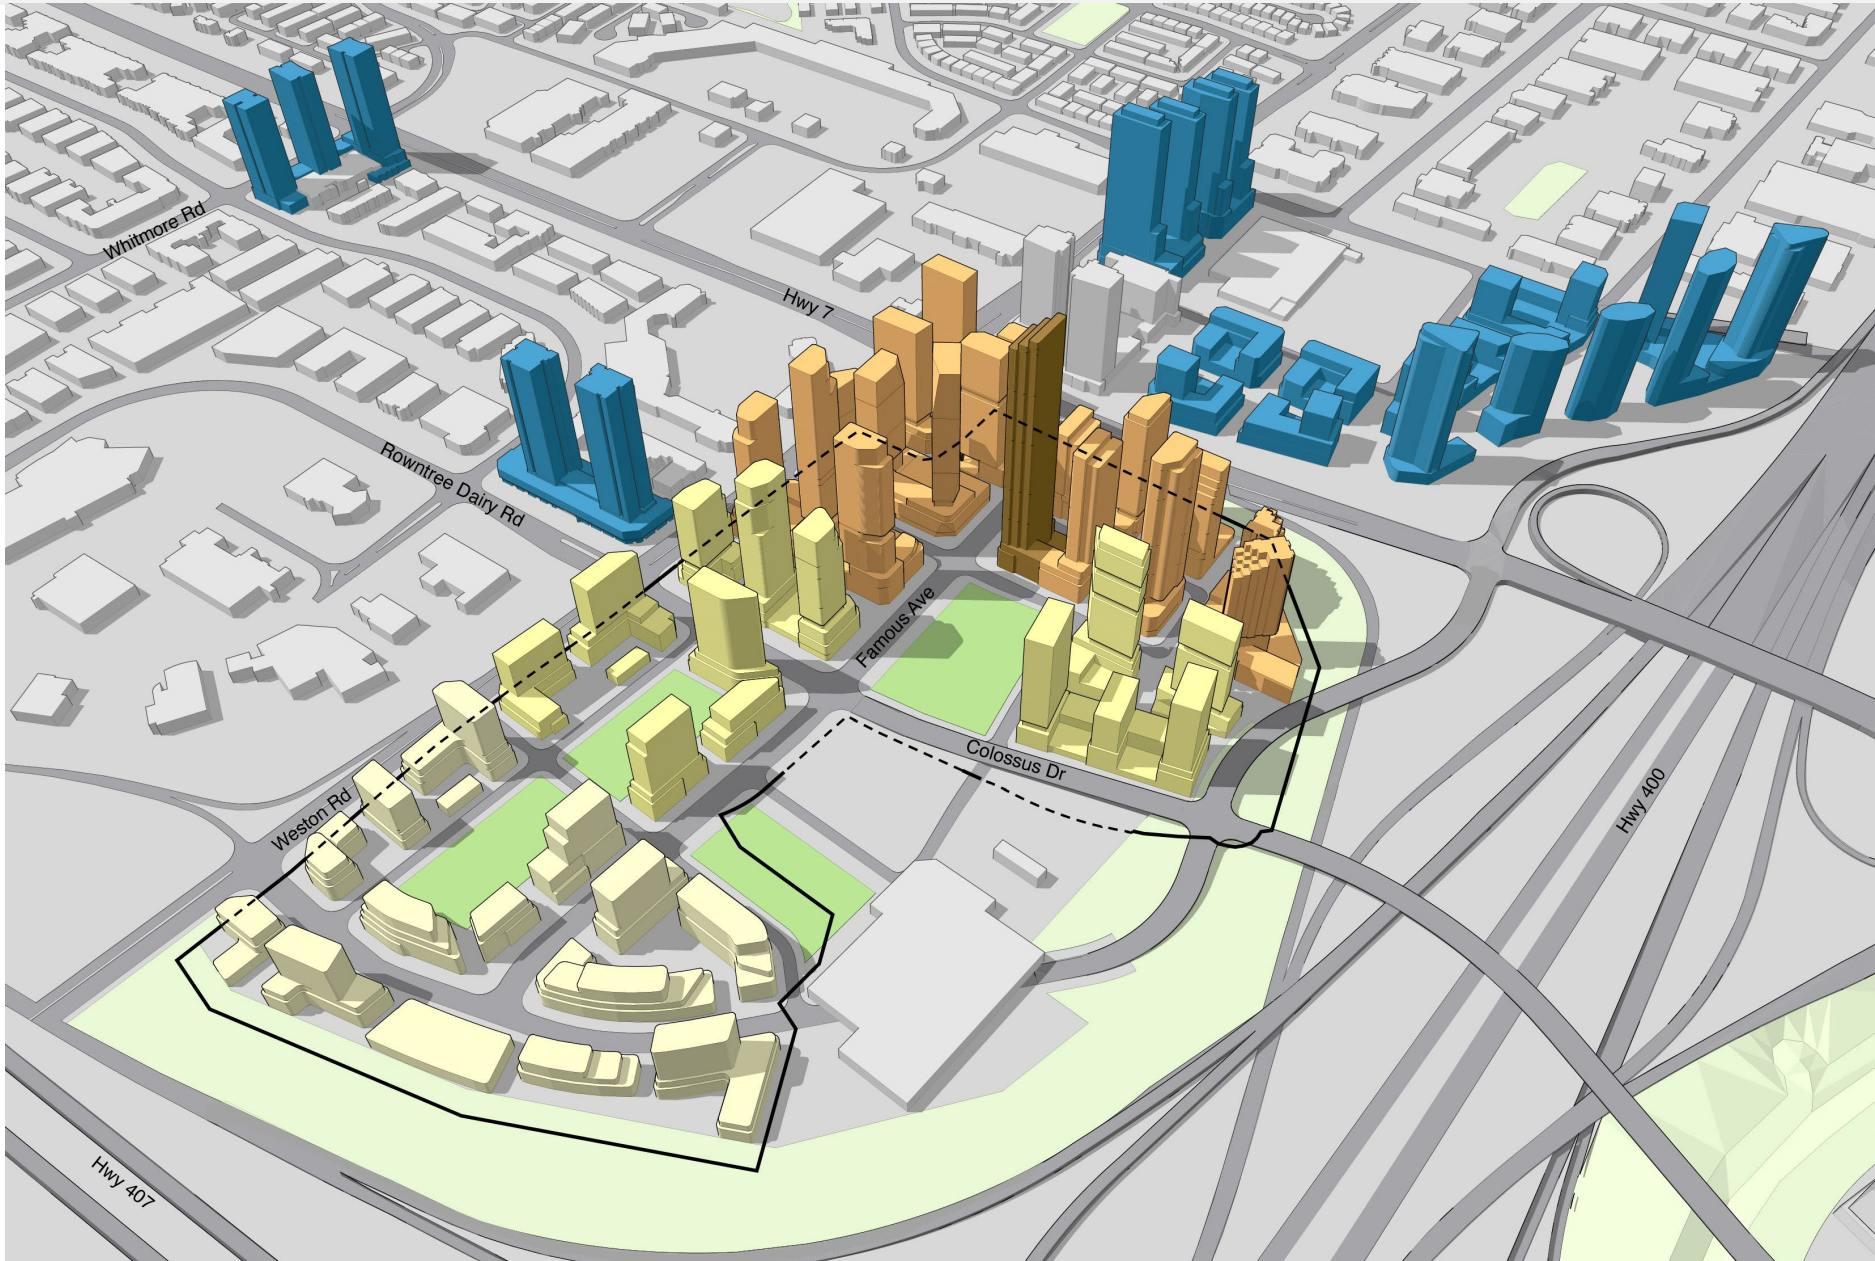 Whitmore Rd
Hwy 7
Rowntree Dairy Rd
Famous Ave
Colossus Dr
Weston Rd
Hwy 400
Hwy 407